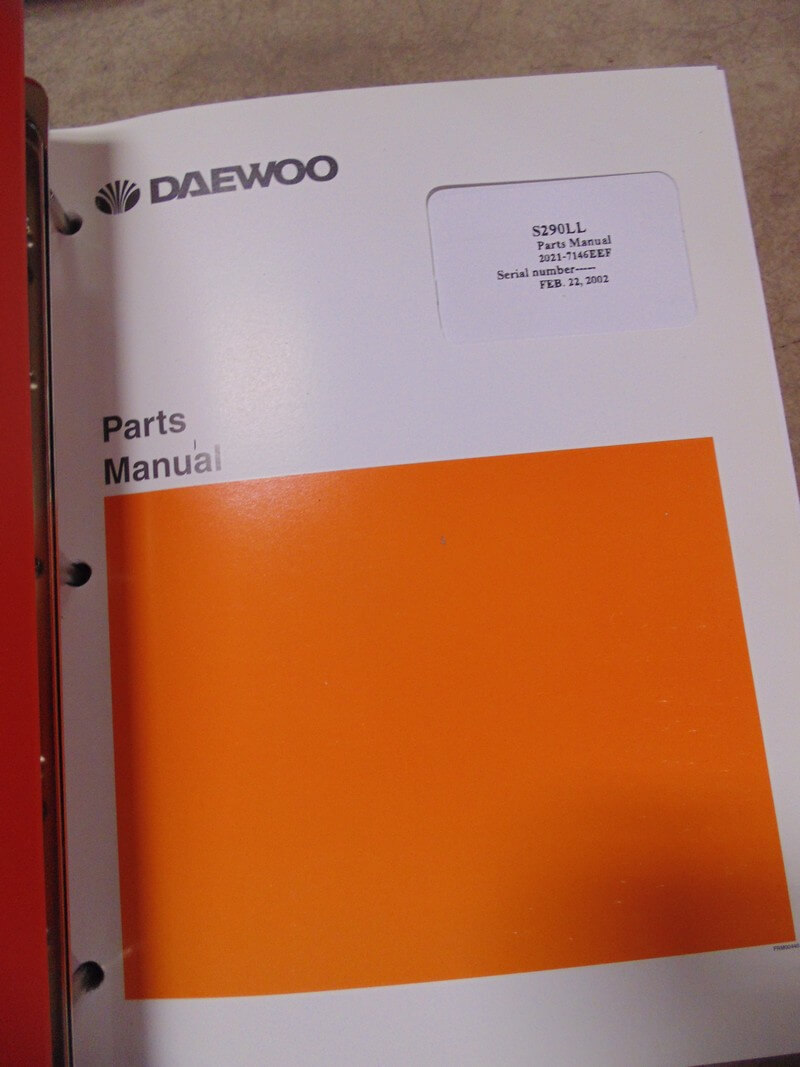 DAEWOO
S290LL
Parts Manual
2021-7146EEF
Serial number-----
FEB. 22, 2002
Parts
Manual